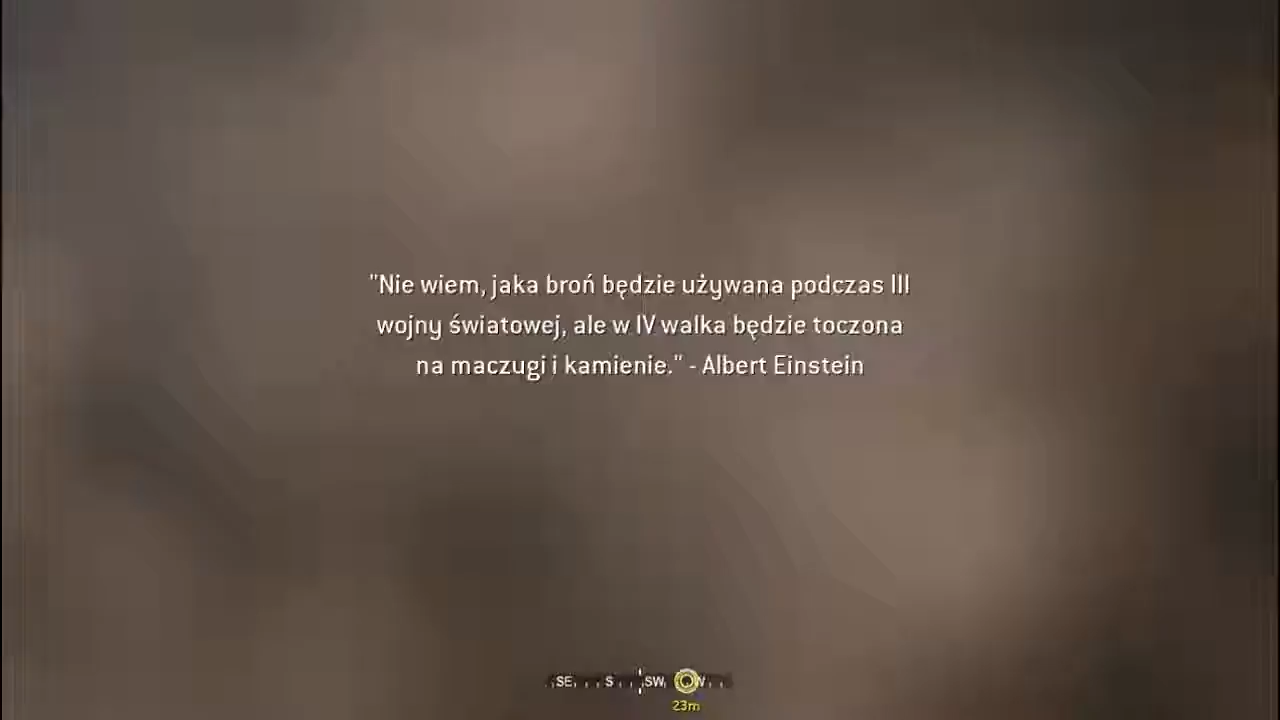 "Nie wiem, jaka broń będzie używana podczas III
wojny światowej, ale w IV walka będzie toczona
na maczugi i kamienie." - Albert Einstein
SE S SW W
23m